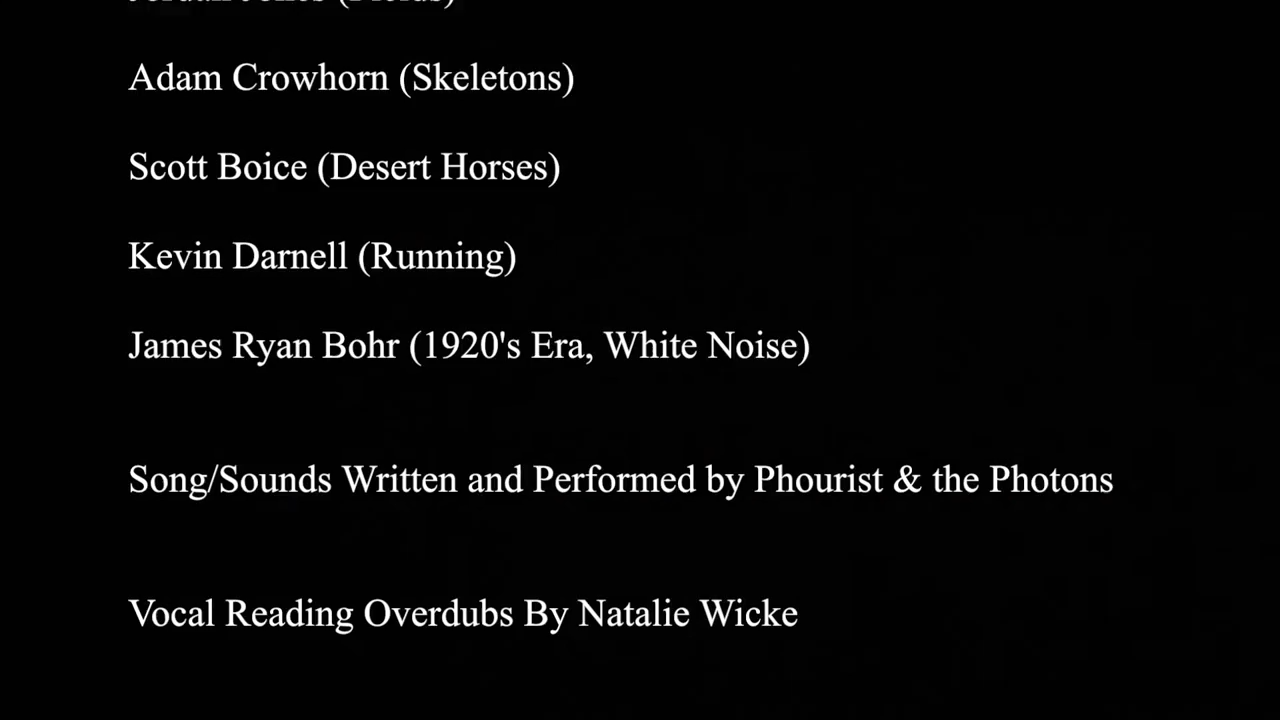 Adam Crowhorn (Skeletons)
Scott Boice (Desert Horses)
Kevin Darnell (Running)
James Ryan Bohr (1920's Era, White Noise)
Song/Sounds Written and Performed by Phourist & the Photons
Vocal Reading Overdubs By Natalie Wicke